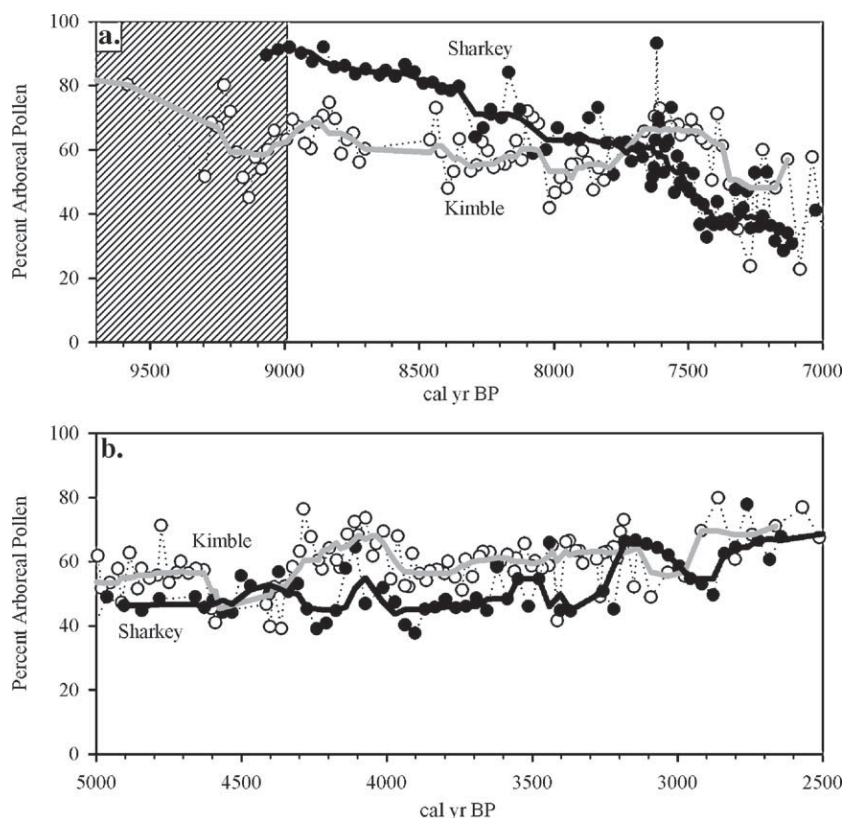 a.
Percent Arboreal Pollen
100
80
60
40
20
0
Sharkey
Kimble
9500
9000
8500
8000
7500
7000
cal yr BP
b.
Percent Arboreal Pollen
100
80
60
40
20
0
Kimble
Sharkey
5000
4500
4000
3500
3000
2500
cal yr BP